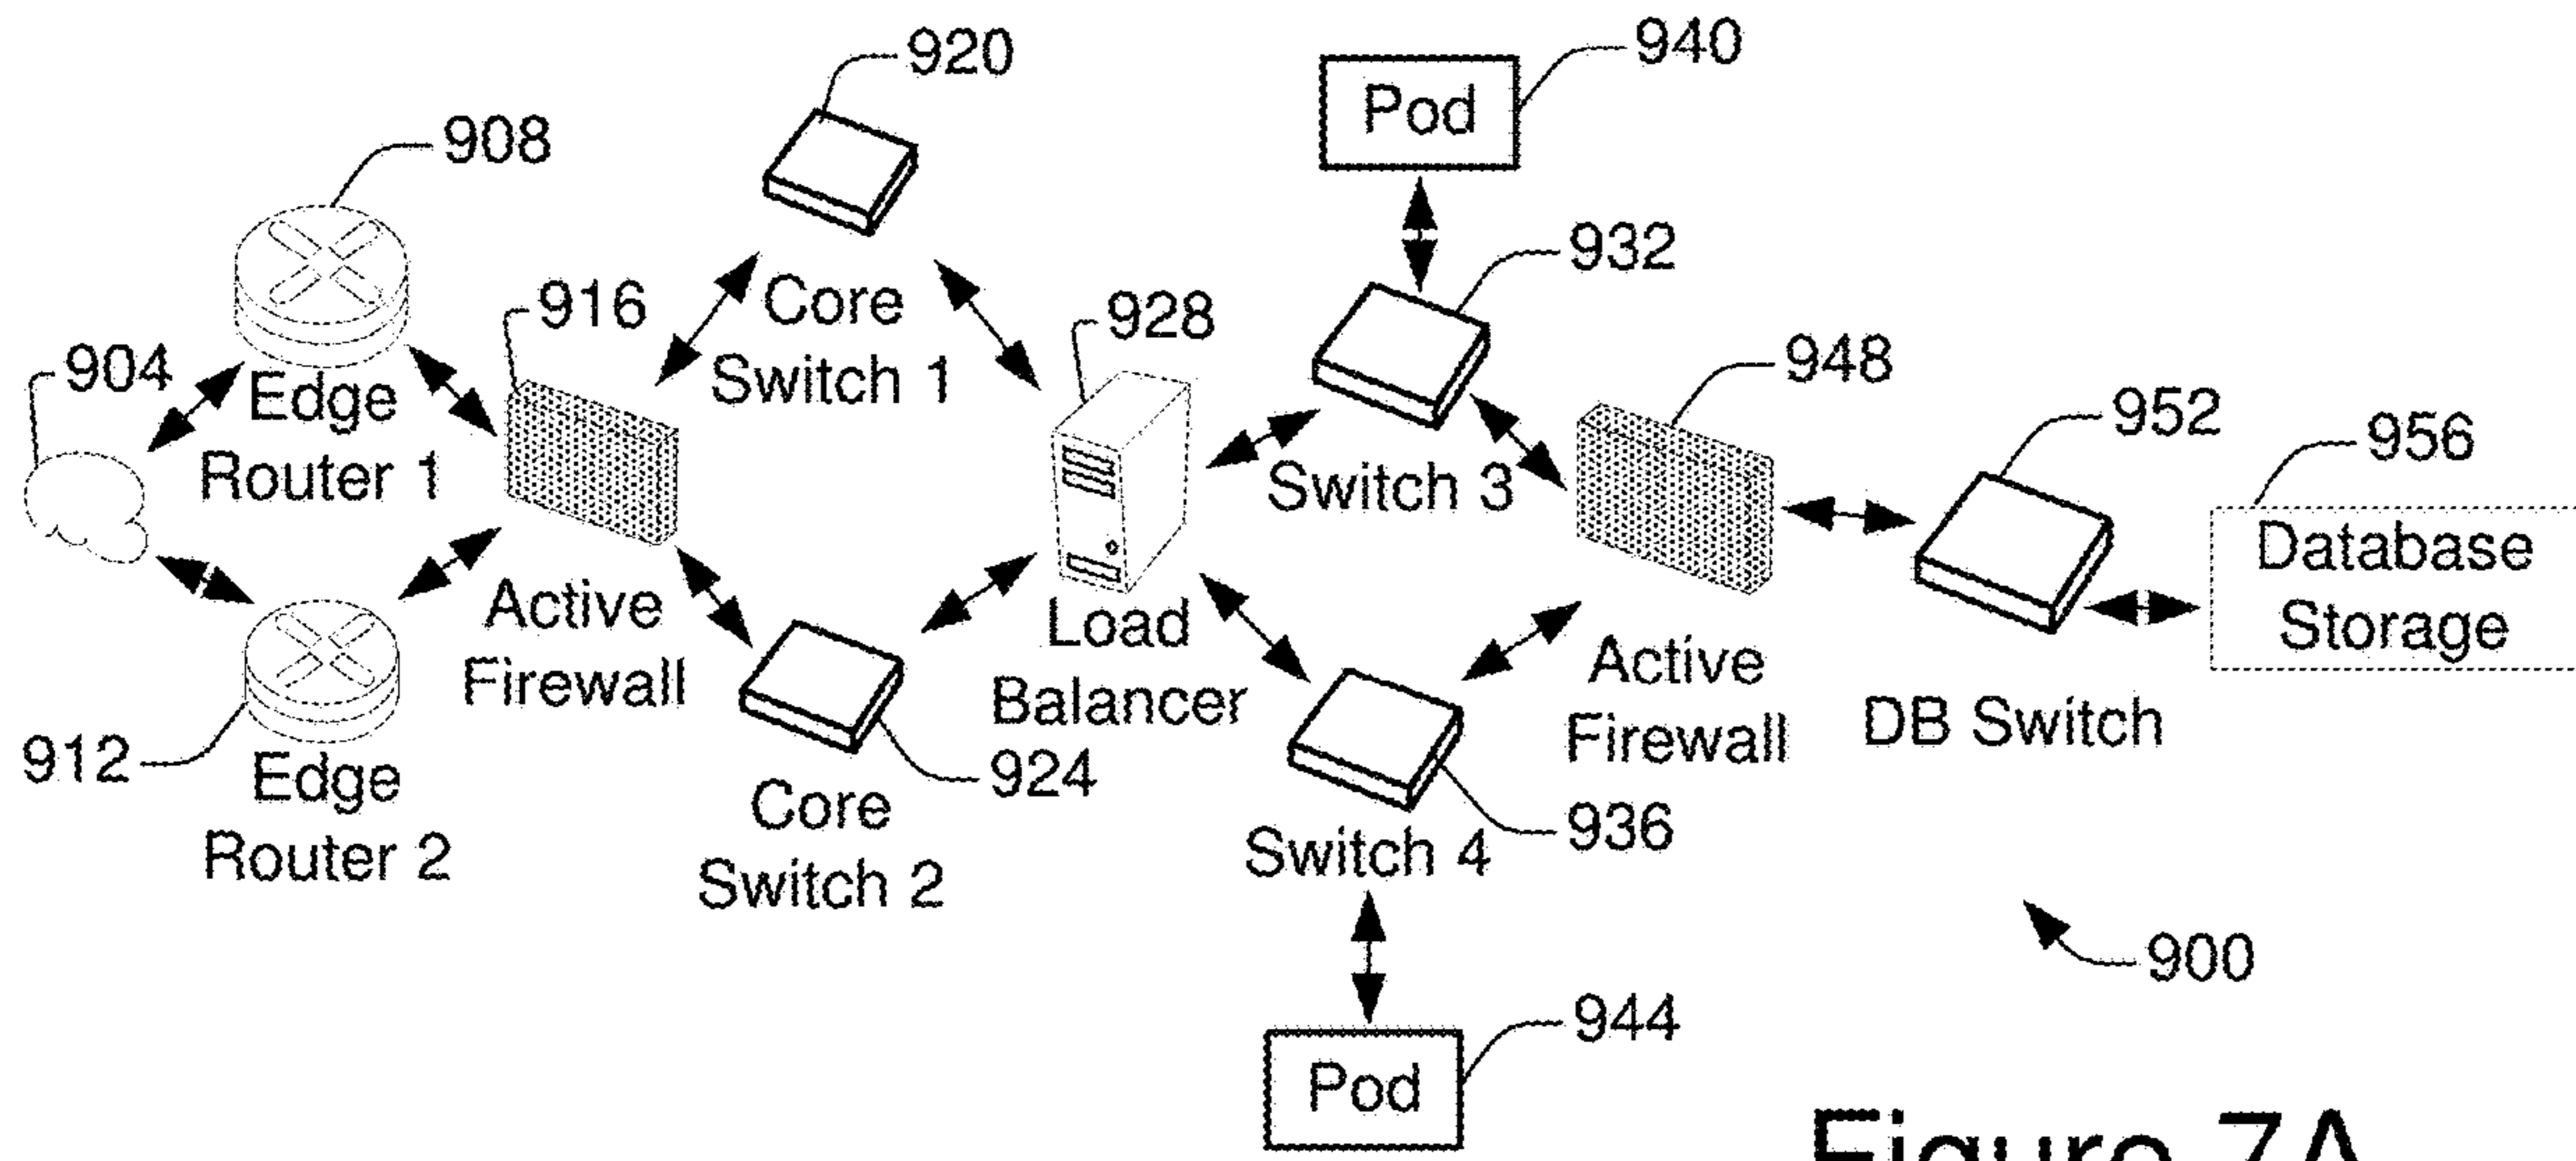 920
940
Pod
908
932
916
Core
Switch 1
928
948
904
Edge
Router 1
952
956
Switch 3
Database
Storage
Active
Firewall
Load
Balancer
Active
Firewall
DB Switch
912
Edge
Router 2
924
Core
Switch 2
936
Switch 4
900
944
Pod
Figure 7A